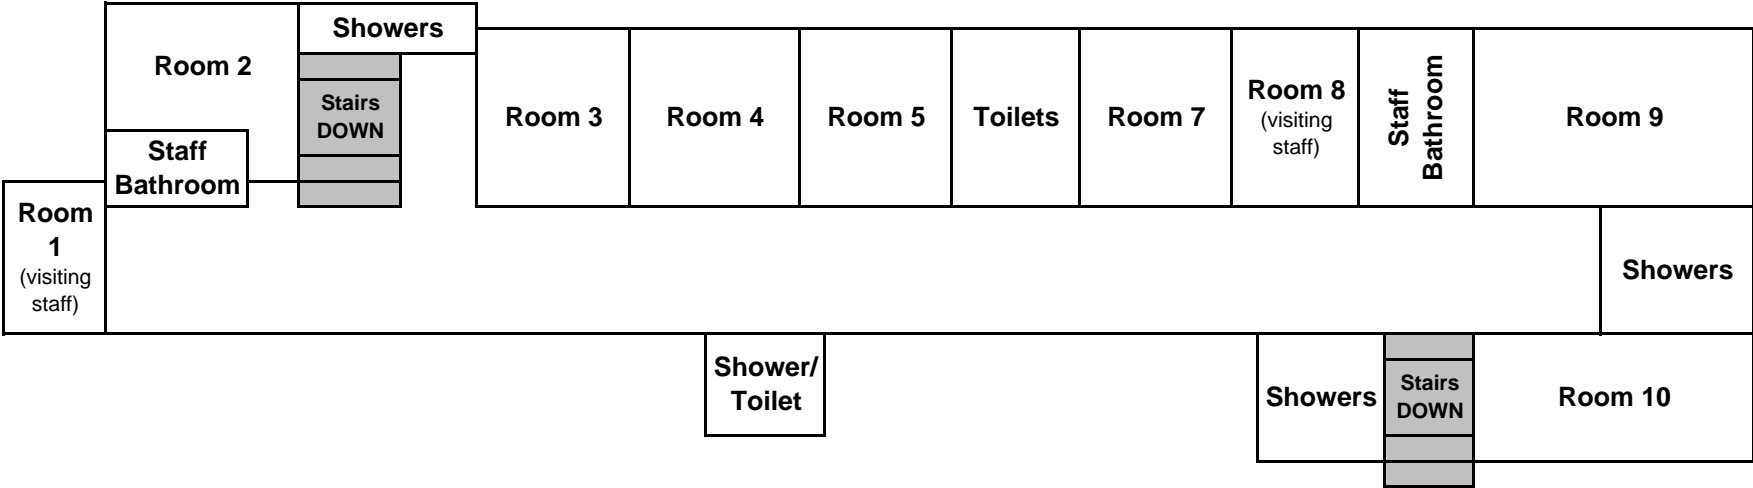 Showers
Room 2
Stairs
DOWN
Staff
Bathroom
Room
1
(visiting
staff)
Room 3
Room 4
Room 5
Toilets
Room 7
Room 8
(visiting
staff)
Staff
Bathroom
Room 9
Showers
Shower/
Toilet
Showers
Stairs
DOWN
Room 10